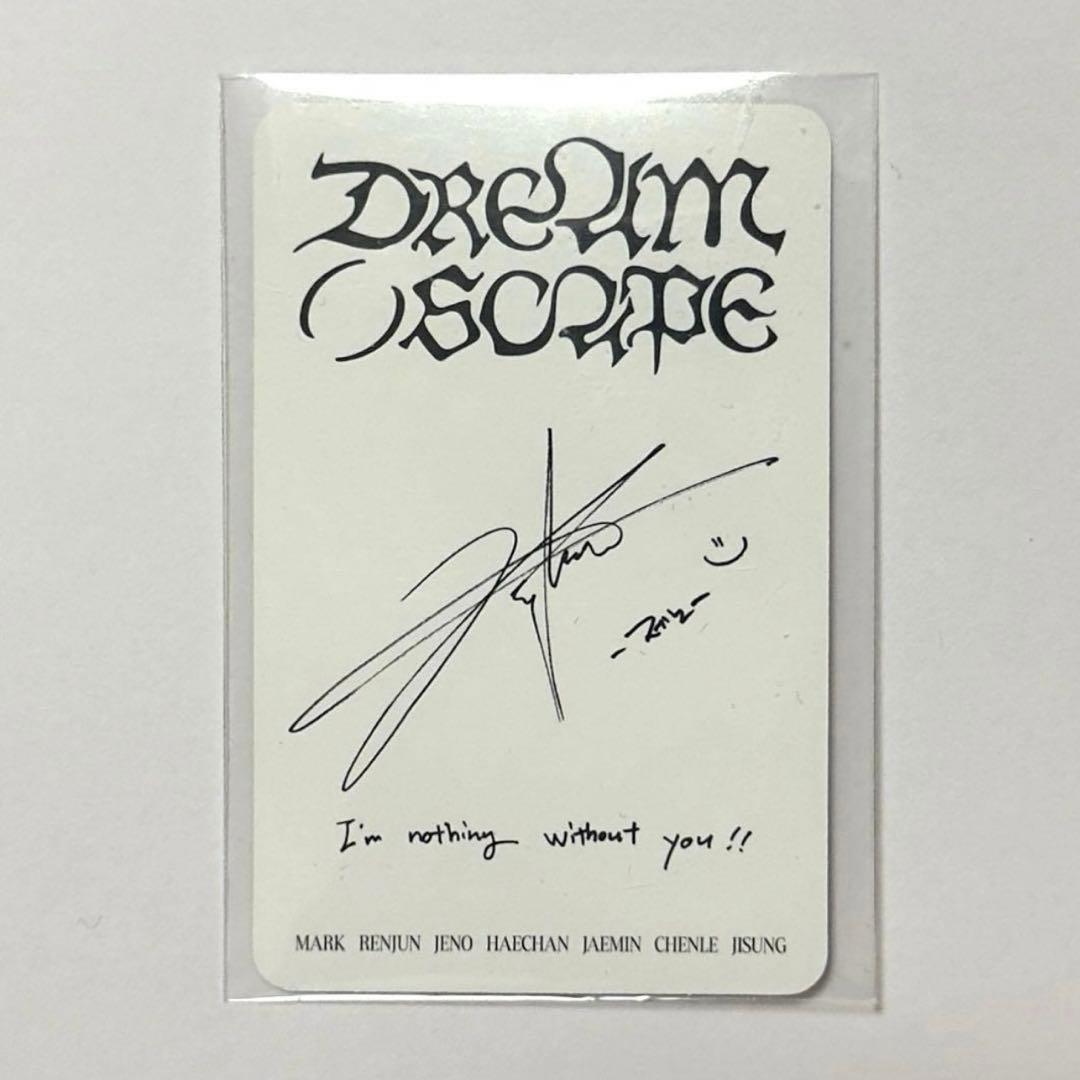 DREAM
( )SCAPE
I'm nothing without you!!
MARK RENJUN JENO HAECHAN JAEMIN CHENLE JISUNG